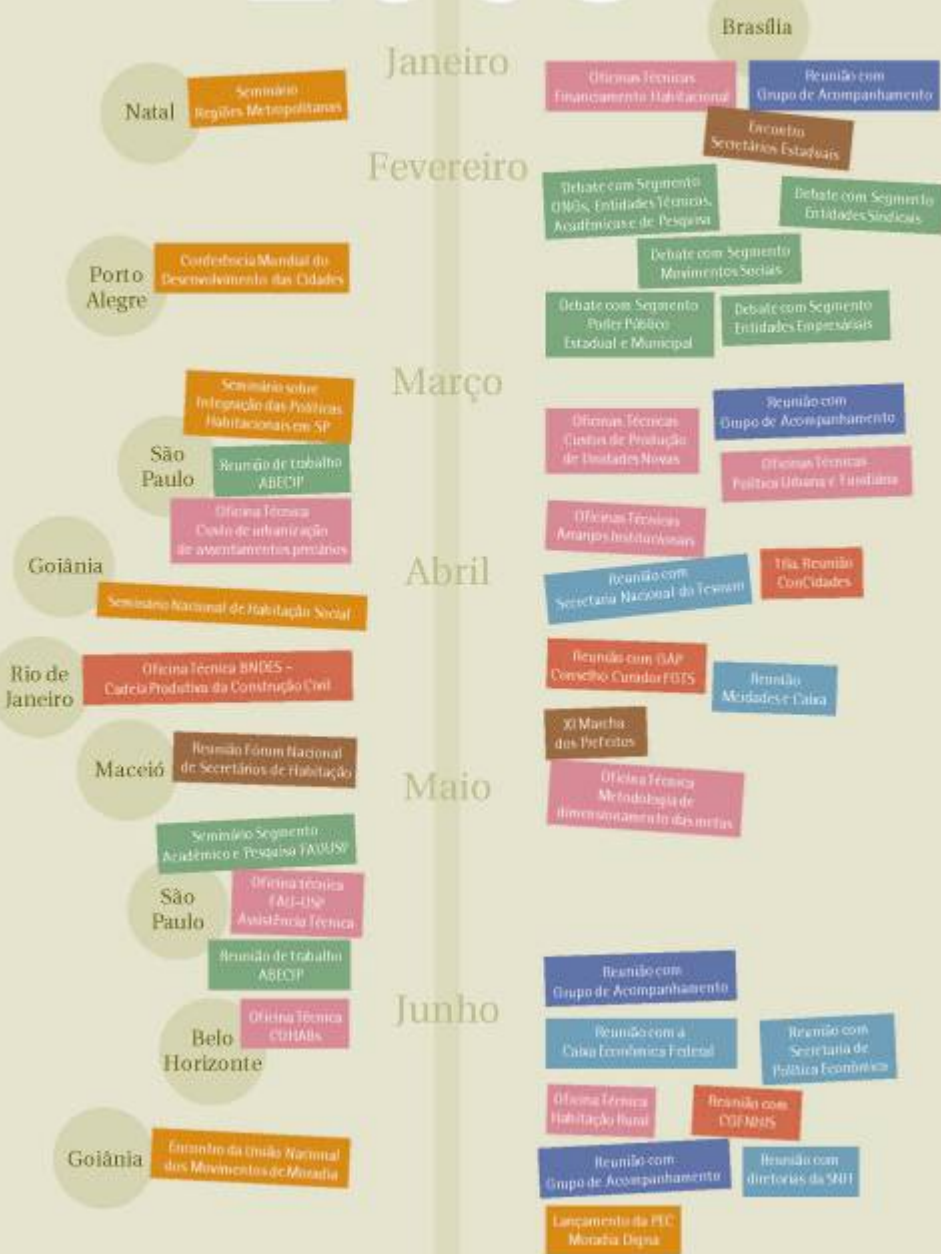 Brasília
Janeiro
Natal
Seminário
Regiões Metropolitanas
Oficinas Técnicas
Financiamento Habitacional
Reunião com
Grupo de Acompanhamento
Encontro
Secretários Estaduais
Fevereiro
Debate com Segmento
ONGs, Entidades Técnicas,
Acadêmicas e de Pesquisa
Debate com Segmento
Entidades Sindicais
Debate com Segmento
Movimentos Sociais
Porto
Alegre
Conferência Mundial do
Desenvolvimento das Cidades
Debate com Segmento
Poder Público
Estadual e Municipal
Debate com Segmento
Entidades Empresariais
Março
São
Paulo
Seminário sobre
Integração das Políticas
Habitacionais em SP
Reunião de trabalho
ABECIP
Oficina Técnica
Custo de urbanização
de assentamentos precários
Oficinas Técnicas
Custos de Produção
de Unidades Novas
Reunião com
Grupo de Acompanhamento
Oficinas Técnicas
Política Urbana e Fundiária
Oficinas Técnicas
Arranjos Institucionais
Abril
Goiânia
Seminário Nacional de Habitação Social
Reunião com
Secretaria Nacional do Tesouro
Reunião
ConCidades
Rio de
Janeiro
Oficina Técnica BNDES –
Cadeia Produtiva da Construção Civil
Reunião com GAP
Conselho Curador FGTS
Reunião
Mcidades e Caixa
Maceió
Reunião Fórum Nacional
de Secretários de Habitação
XI Marcha
dos Prefeitos
Maio
Oficina Técnica
Metodologia de
dimensionamento das metas
São
Paulo
Seminário Segmento
Acadêmico e Pesquisa FAUUSP
Oficina técnica
FAU-USP
Assistência Técnica
Reunião de trabalho
ABECIP
Junho
Belo
Horizonte
Oficina Técnica
COHABs
Reunião com
Grupo de Acompanhamento
Reunião com a
Caixa Econômica Federal
Reunião com
Secretaria de
Política Econômica
Oficina Técnica
Habitação Rural
Reunião com
CGFNHIS
Goiânia
Encontro da União Nacional
dos Movimentos de Moradia
Reunião com
Grupo de Acompanhamento
Reunião com
diretorias da SNH
Lançamento da PEC
Moradia Digna